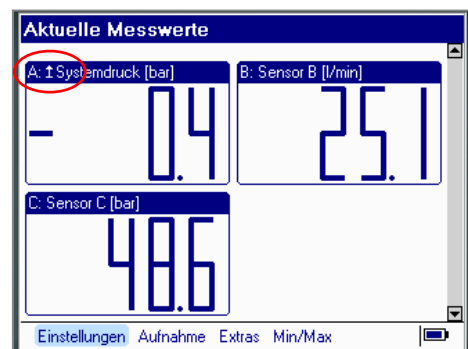 Aktuelle Messwerte
A: ↥Systemdruck [bar]
B: Sensor B [l/min]
- 0.4
25.1
C: Sensor C [bar]
48.6
Einstellungen Aufnahme Extras Min/Max